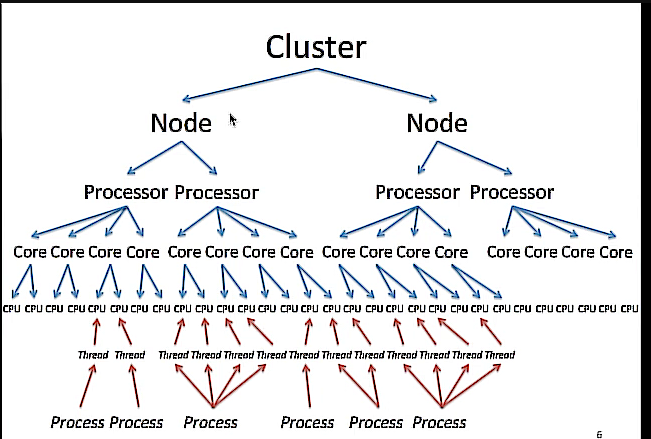 Cluster
Node Node
Processor Processor Processor Processor
Core Core Core Core Core Core Core Core Core Core Core Core Core Core Core Core
CPU CPU CPU CPU CPU CPU CPU CPU CPU CPU CPU CPU CPU CPU CPU CPU CPU CPU CPU CPU CPU CPU CPU CPU CPU CPU CPU CPU CPU CPU
Thread Thread Thread Thread Thread Thread Thread Thread Thread Thread Thread Thread Thread
Process Process Process Process Process Process
6